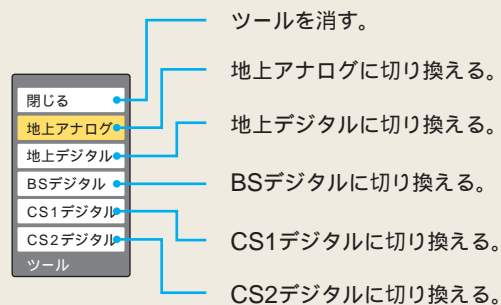 ツールを消す。
地上アナログに切り換える。
閉じる
地上アナログ
地上デジタルに切り換える。
地上デジタル
BSデジタル
BSデジタルに切り換える。
CS1デジタル
CS1デジタルに切り換える。
CS2デジタル
ツール
CS2デジタルに切り換える。